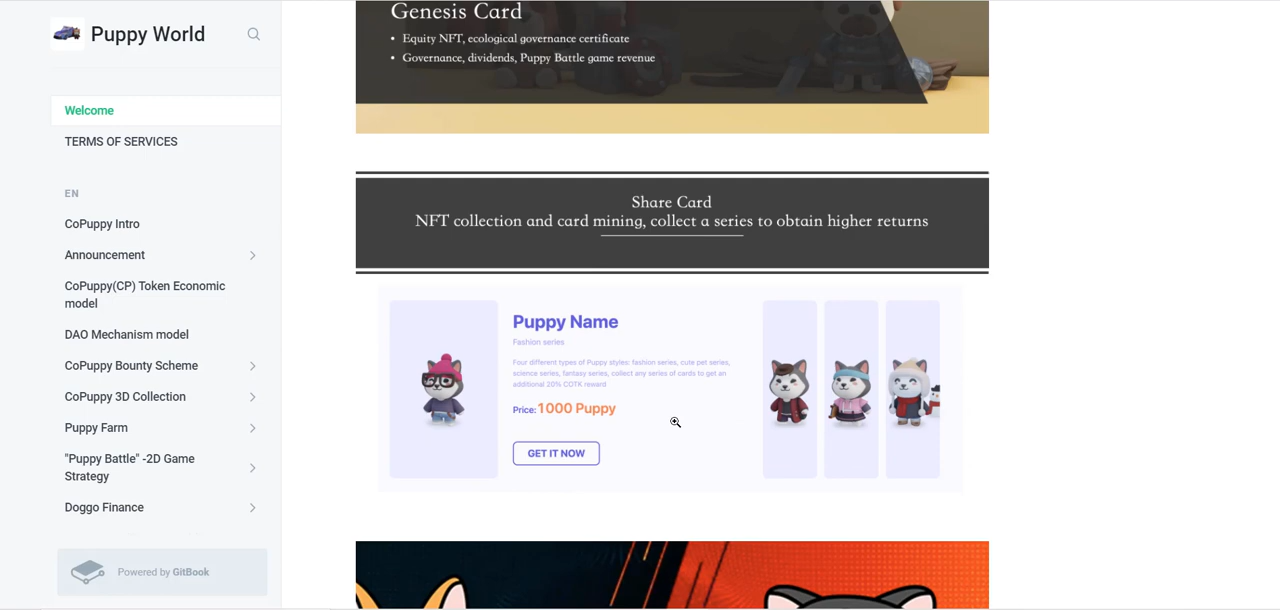 Puppy World
Welcome
TERMS OF SERVICES
EN
CoPuppy Intro
Announcement
CoPuppy(CP) Token Economic
model
DAO Mechanism model
CoPuppy Bounty Scheme
CoPuppy 3D Collection
Puppy Farm
"Puppy Battle" -2D Game
Strategy
Doggo Finance
Powered by GitBook
Genesis Card
• Equity NFT, ecological governance certificate
• Governance, dividends, Puppy Battle game revenue
Share Card
NFT collection and card mining, collect a series to obtain higher returns
Puppy Name
Fashion series
Four different types of Puppy styles: fashion series, cute pet series,
science series, fantasy series, collect any series of cards to get an
additional 20% COTK reward
Price: 1000 Puppy
GET IT NOW